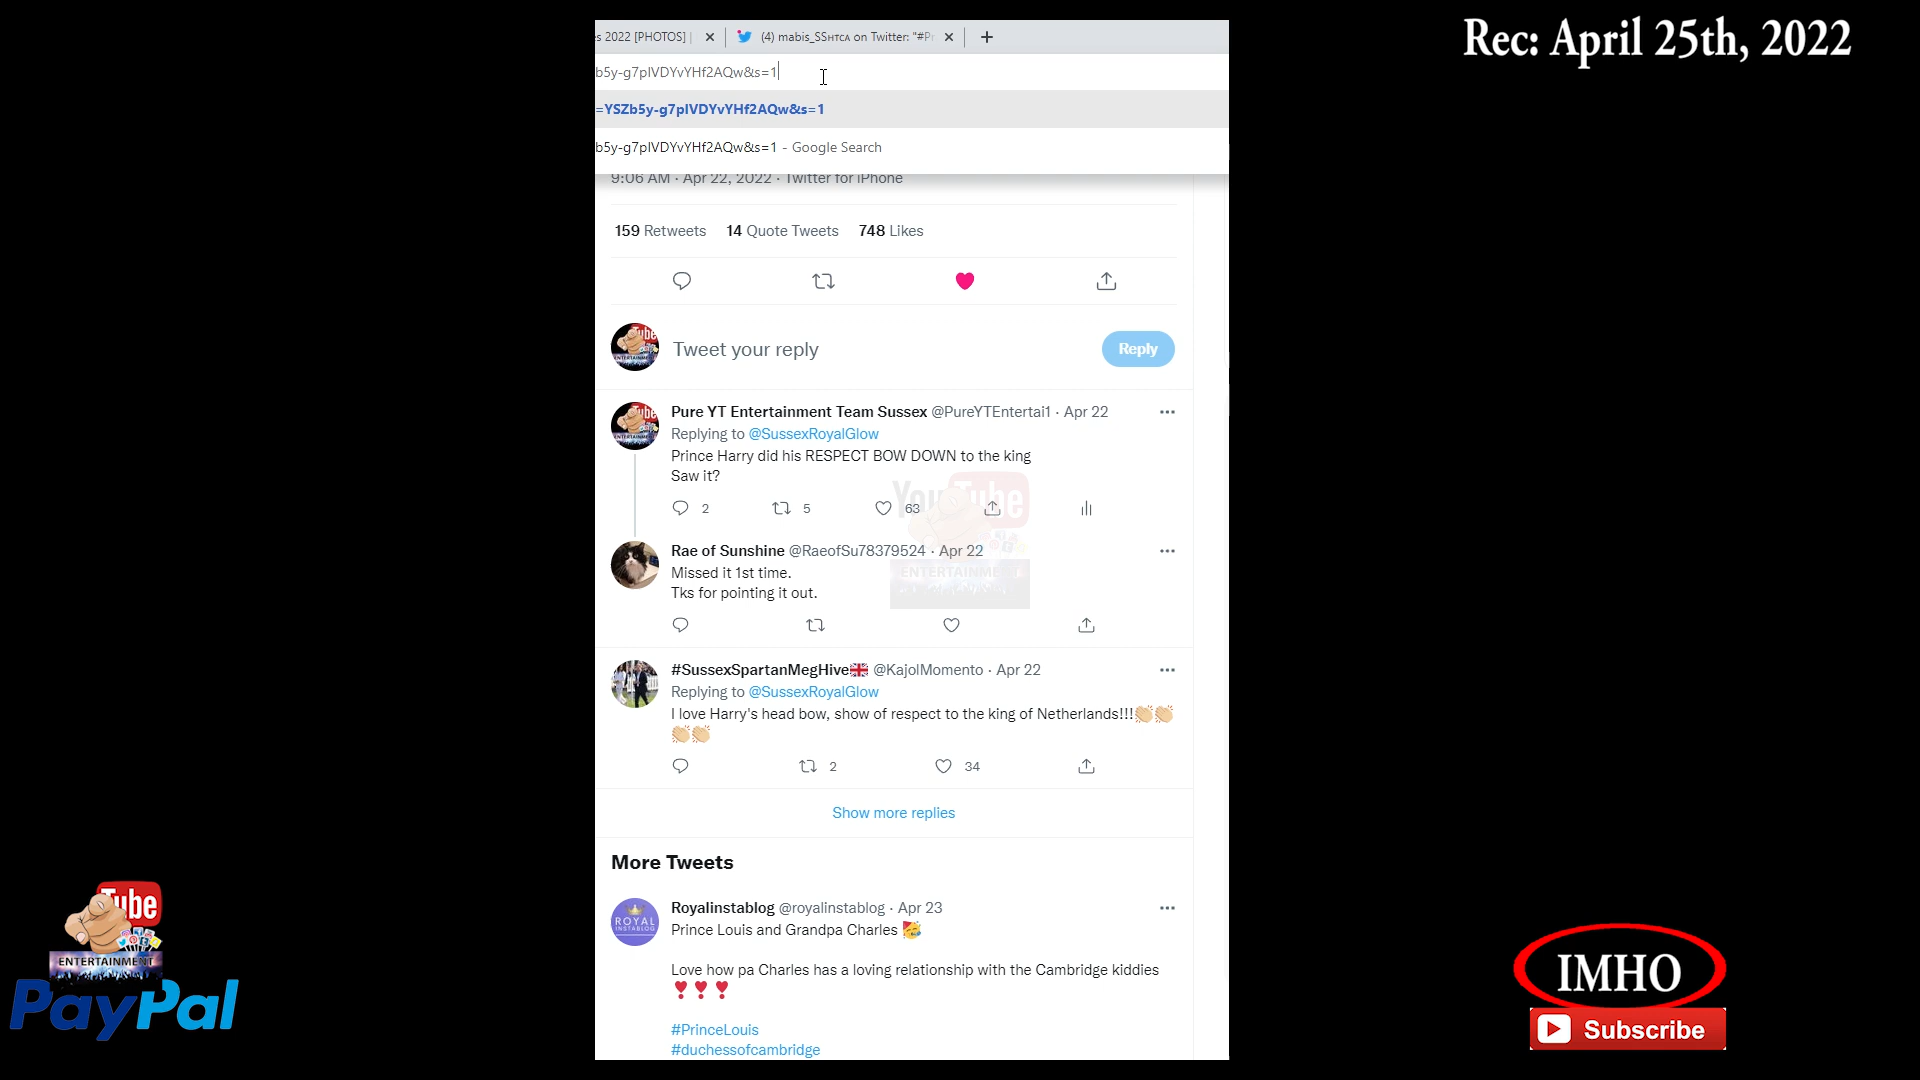 Rec: April 25th, 2022
s 2022 [PHOTOS] |
(4) mabis_SSHTCA on Twitter: "#Pr
b5y-g7pIVDYvYHf2AQw&s=1
=YSZb5y-g7pIVDYvYHf2AQw&s=1
b5y-g7pIVDYvYHf2AQw&s=1 - Google Search
9:06 AM · Apr 22, 2022 · Twitter for iPhone
159 Retweets 14 Quote Tweets 748 Likes
Tweet your reply
Reply
Pure YT Entertainment Team Sussex @PureYTEntertai1 · Apr 22
Replying to @SussexRoyalGlow
Prince Harry did his RESPECT BOW DOWN to the king
Saw it?
2 5 63
YouTube
ENTERTAINMENT
Rae of Sunshine @RaeofSu78379524 · Apr 22
Missed it 1st time.
Tks for pointing it out.
#SussexSpartanMegHive🇬🇧 @KajolMomento · Apr 22
Replying to @SussexRoyalGlow
I love Harry's head bow, show of respect to the king of Netherlands!!!👏🏼👏🏼
👏🏼👏🏼
2 34
Show more replies
More Tweets
ROYAL
INSTABLOG
Royalinstablog @royalinstablog · Apr 23
Prince Louis and Grandpa Charles 🥳
Love how pa Charles has a loving relationship with the Cambridge kiddies
❣️❣️❣️
#PrinceLouis
#duchessofcambridge
Tube
ENTERTAINMENT
PayPal
IMHO
Subscribe